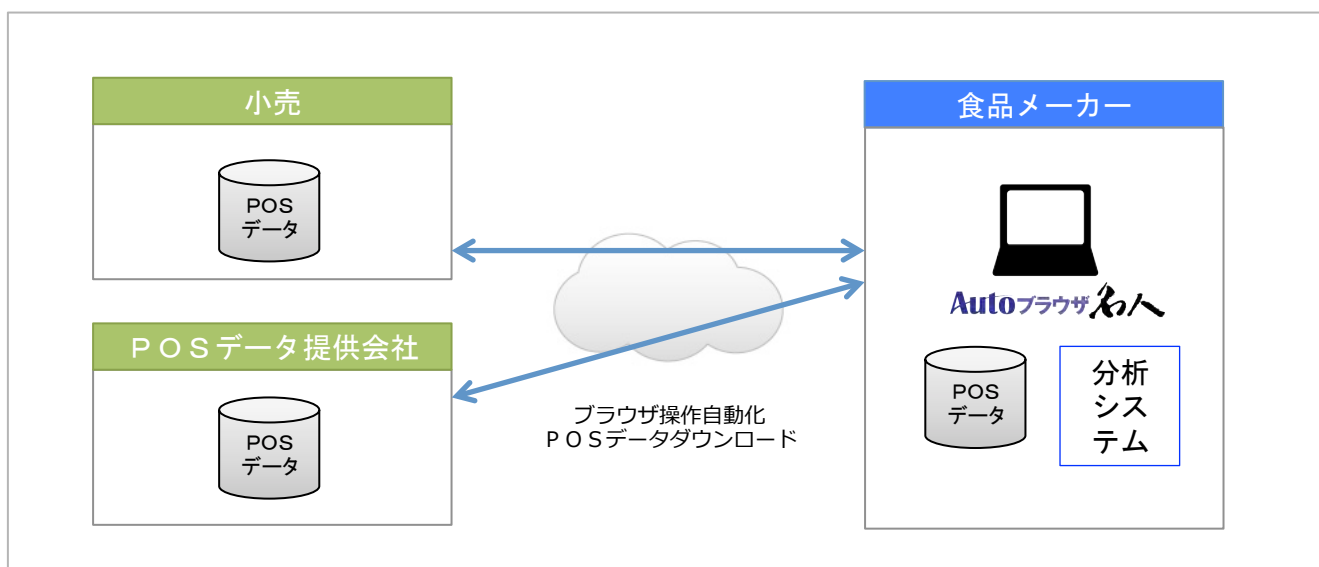 小売
POS
データ
ＰＯＳデータ提供会社
POS
データ
ブラウザ操作自動化
ＰＯＳデータダウンロード
食品メーカー
Autoブラウザ名人
POS
データ
分析
シス
テム